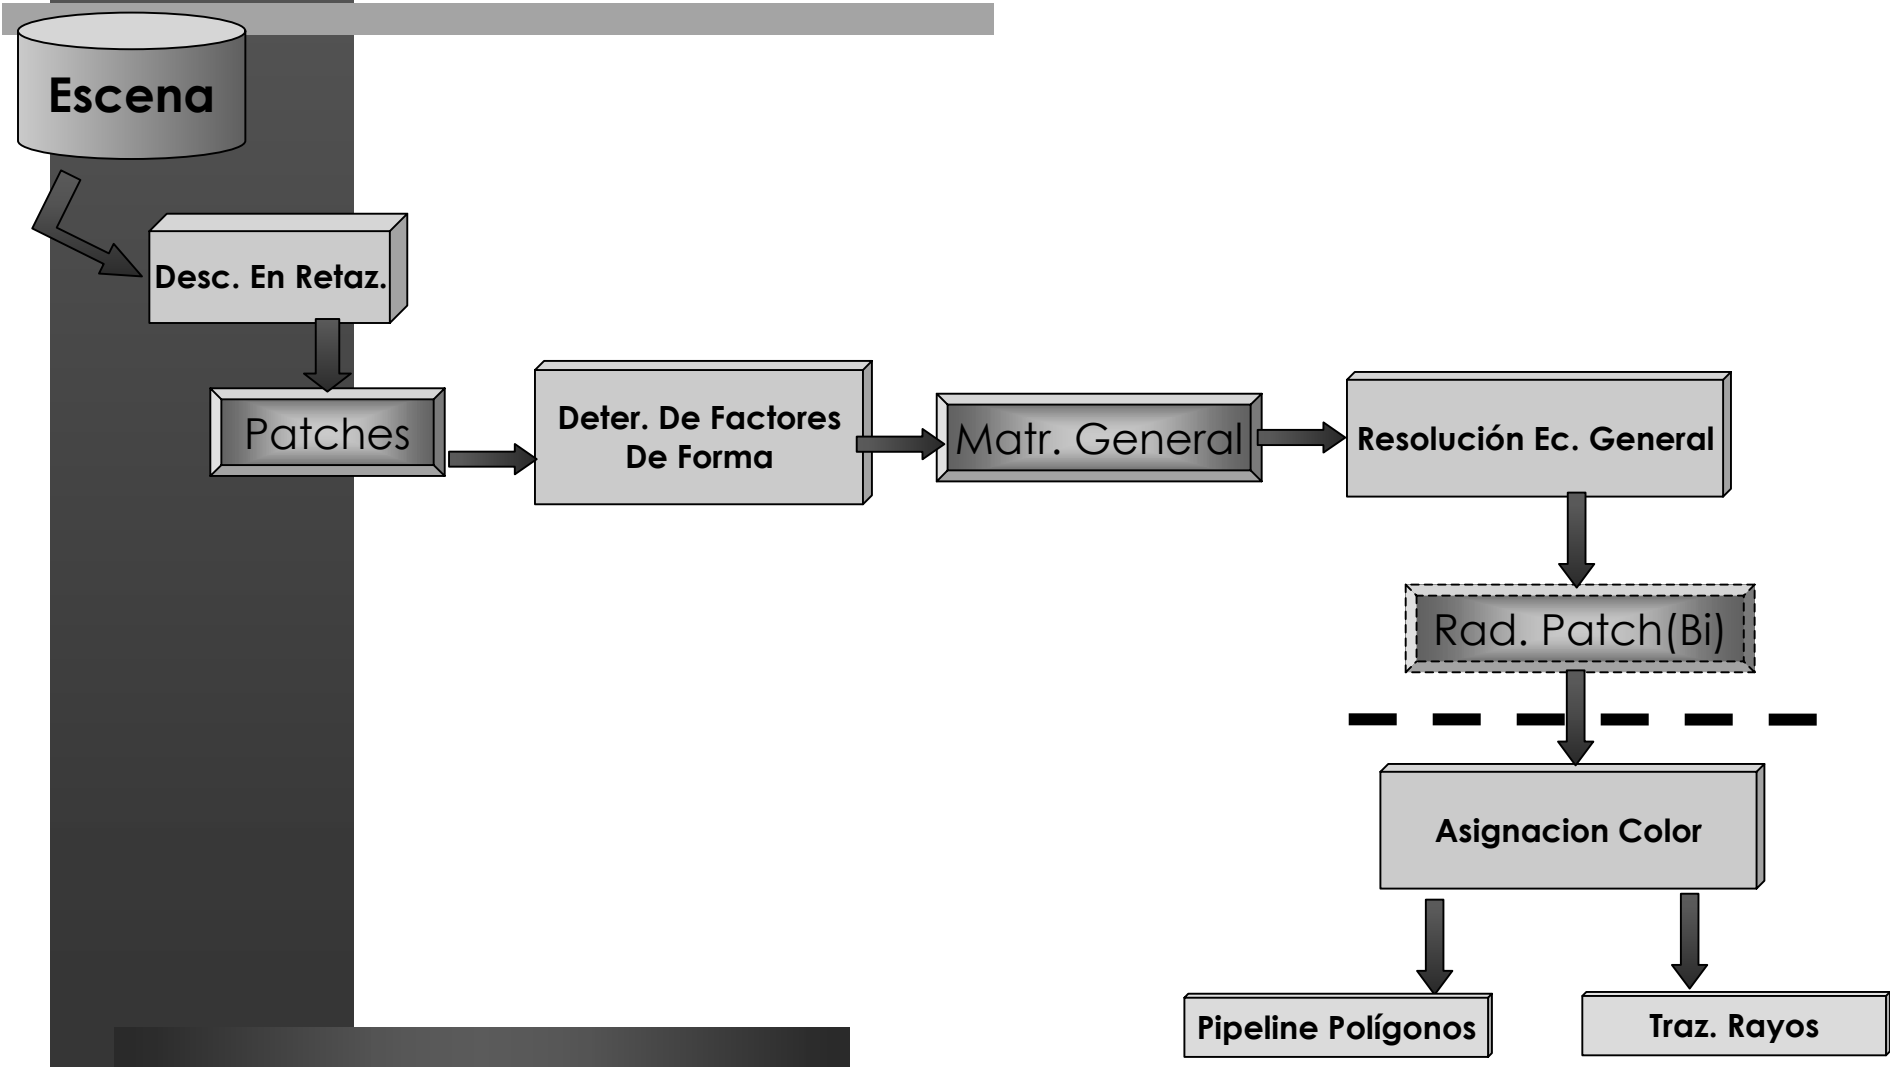 Escena
Desc. En Retaz.
Patches
Deter. De Factores
De Forma
Matr. General
Resolución Ec. General
Rad. Patch(Bi)
Asignacion Color
Pipeline Polígonos
Traz. Rayos